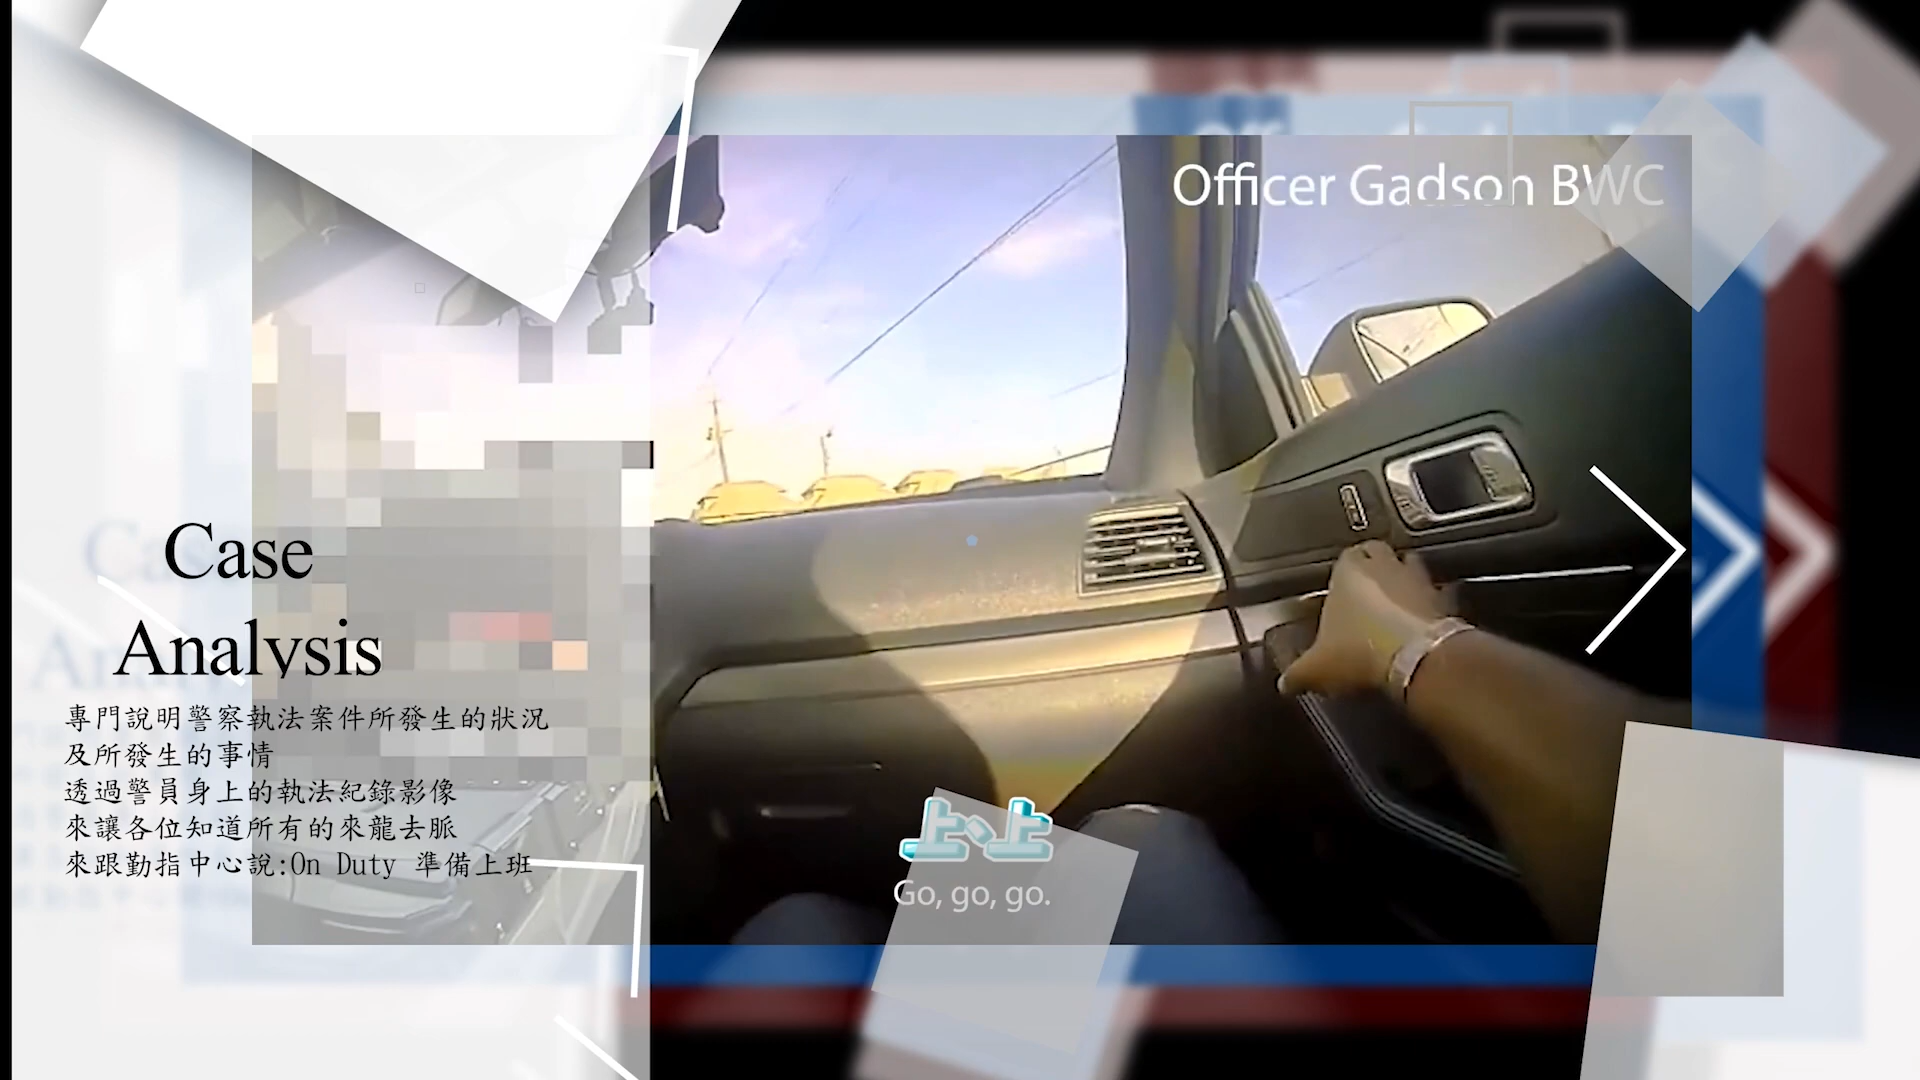 Officer Gadson BWC
Case
Analysis
專門說明警察執法案件所發生的狀況
及所發生的事情
透過警員身上的執法紀錄影像
來讓各位知道所有的來龍去脈
來跟勤指中心說:On Duty 準備上班
上上
Go, go, go.